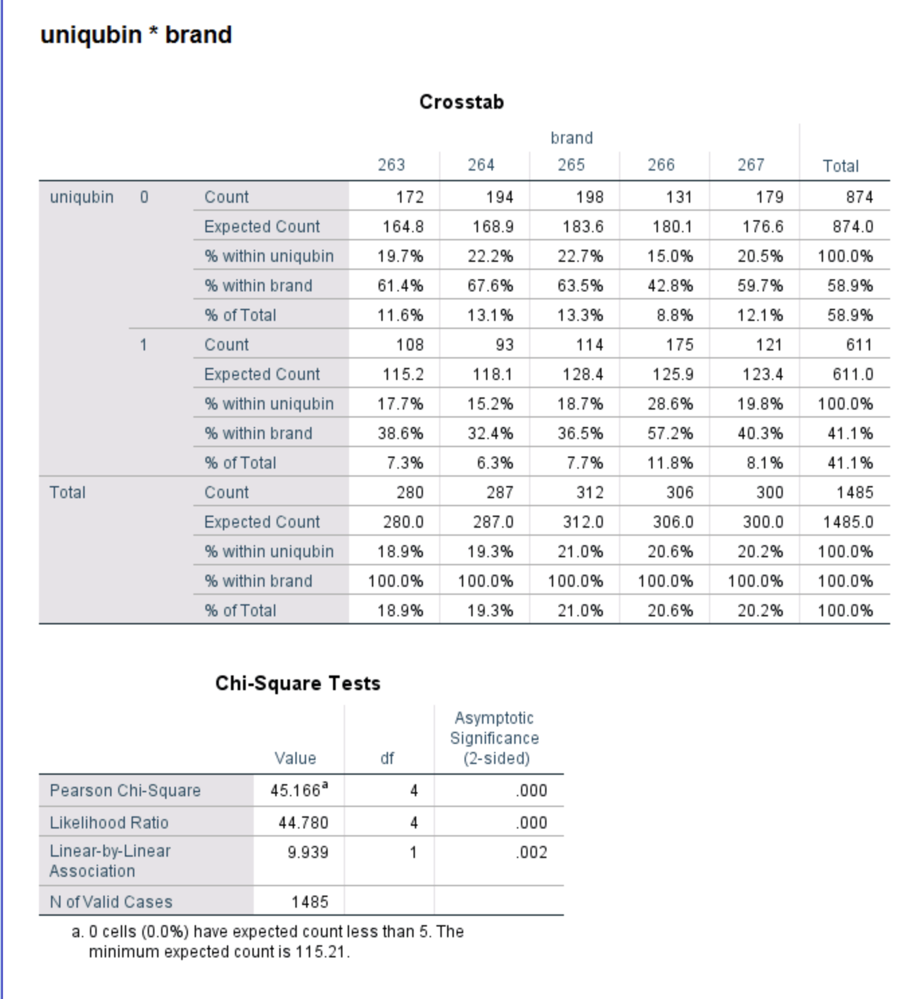 uniqubin * brand
Crosstab
brand
263 264 265 266 267 Total
uniqubin 0 Count 172 194 198 131 179 874
Expected Count 164.8 168.9 183.6 180.1 176.6 874.0
% within uniqubin 19.7% 22.2% 22.7% 15.0% 20.5% 100.0%
% within brand 61.4% 67.6% 63.5% 42.8% 59.7% 58.9%
% of Total 11.6% 13.1% 13.3% 8.8% 12.1% 58.9%
1 Count 108 93 114 175 121 611
Expected Count 115.2 118.1 128.4 125.9 123.4 611.0
% within uniqubin 17.7% 15.2% 18.7% 28.6% 19.8% 100.0%
% within brand 38.6% 32.4% 36.5% 57.2% 40.3% 41.1%
% of Total 7.3% 6.3% 7.7% 11.8% 8.1% 41.1%
Total Count 280 287 312 306 300 1485
Expected Count 280.0 287.0 312.0 306.0 300.0 1485.0
% within uniqubin 18.9% 19.3% 21.0% 20.6% 20.2% 100.0%
% within brand 100.0% 100.0% 100.0% 100.0% 100.0% 100.0%
% of Total 18.9% 19.3% 21.0% 20.6% 20.2% 100.0%
Chi-Square Tests
Value df Asymptotic
Significance
(2-sided)
Pearson Chi-Square 45.166a 4 .000
Likelihood Ratio 44.780 4 .000
Linear-by-Linear 9.939 1 .002
Association
N of Valid Cases 1485
a. 0 cells (0.0%) have expected count less than 5. The
minimum expected count is 115.21.